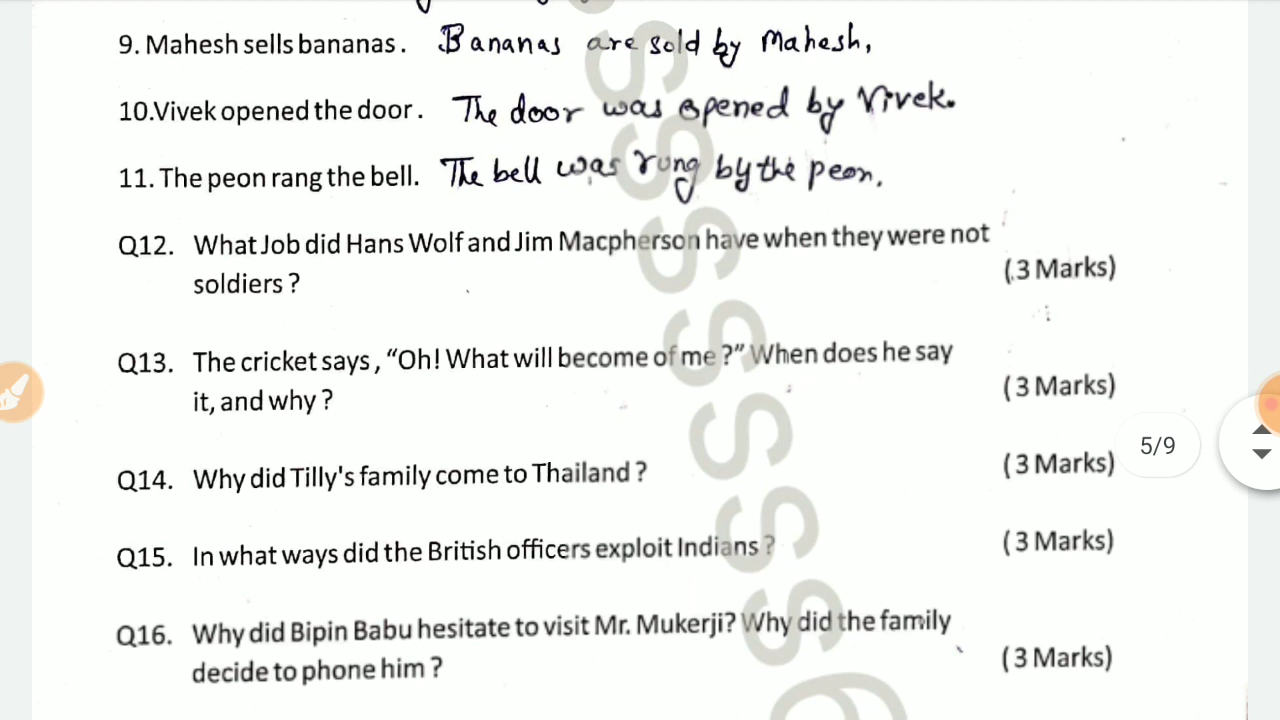 9. Mahesh sells bananas. Bananas are sold by Mahesh,
10.Vivek opened the door. The door was opened by Vivek.
11. The peon rang the bell. The bell was rung by the peon.
Q12. What Job did Hans Wolf and Jim Macpherson have when they were not
soldiers ? (3 Marks)
Q13. The cricket says, “Oh! What will become of me ?” When does he say
it, and why ? (3 Marks)
Q14. Why did Tilly's family come to Thailand ? (3 Marks)
Q15. In what ways did the British officers exploit Indians ? (3 Marks)
5/9
Q16. Why did Bipin Babu hesitate to visit Mr. Mukerji? Why did the family
decide to phone him ? (3 Marks)
sssssss6